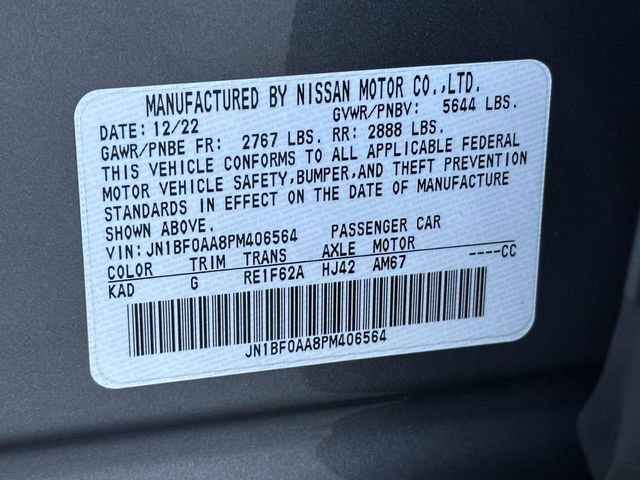 MANUFACTURED BY NISSAN MOTOR CO.,LTD.
DATE: 12/22 GVWR/PNBV: 5644 LBS.
GAWR/PNBE FR: 2767 LBS. RR: 2888 LBS.
THIS VEHICLE CONFORMS TO ALL APPLICABLE FEDERAL
MOTOR VEHICLE SAFETY,BUMPER,AND THEFT PREVENTION
STANDARDS IN EFFECT ON THE DATE OF MANUFACTURE
SHOWN ABOVE.
VIN: JN1BF0AA8PM406564 PASSENGER CAR
COLOR TRIM TRANS AXLE MOTOR ----CC
KAD G RE1F62A HJ42 AM67
JN1BF0AA8PM406564